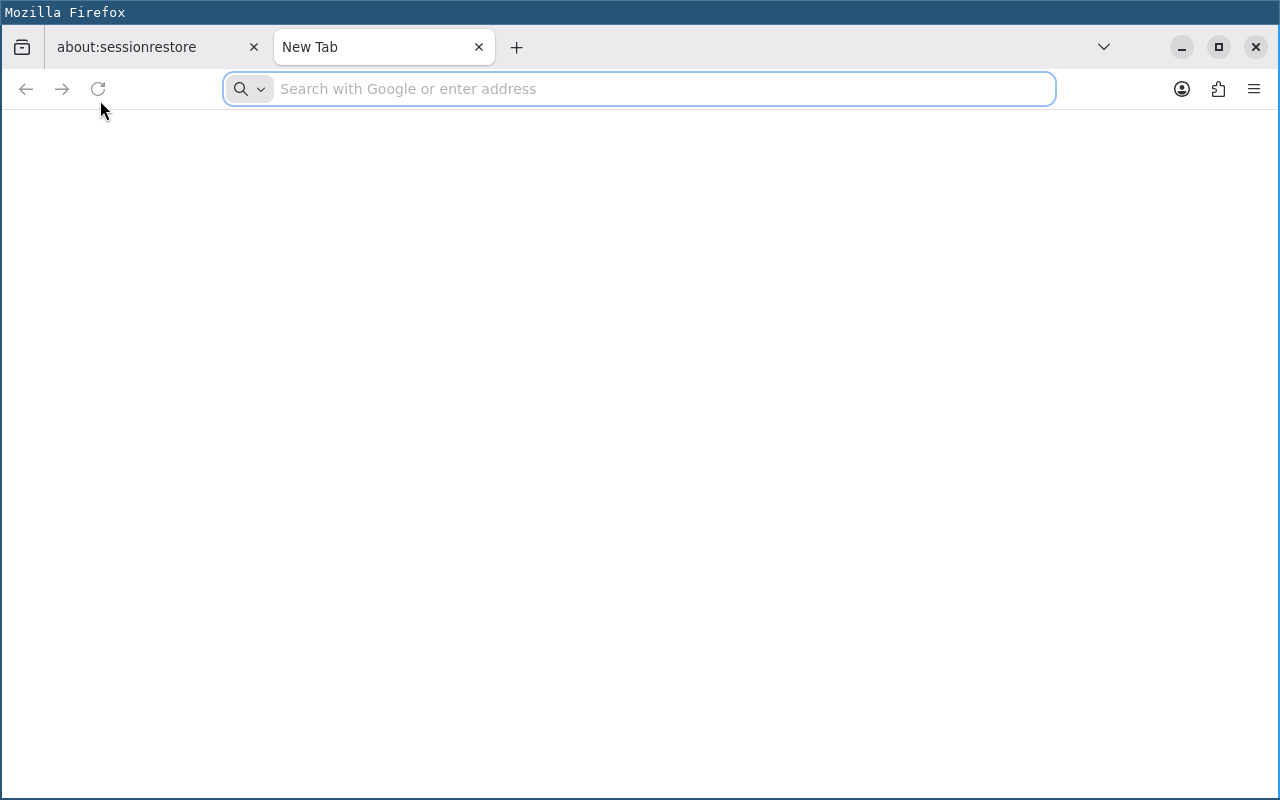 Mozilla Firefox
about:sessionrestore
New Tab
Search with Google or enter address